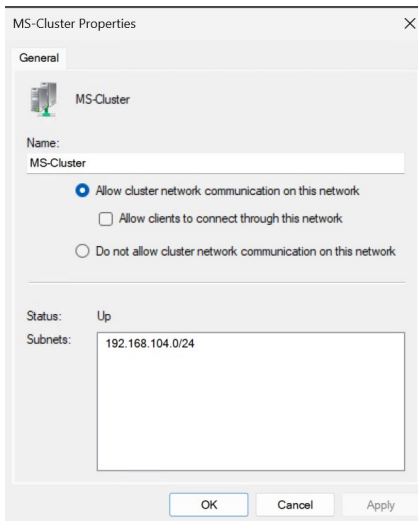 MS-Cluster Properties
General
MS-Cluster
Name:
MS-Cluster
Allow cluster network communication on this network
Allow clients to connect through this network
Do not allow cluster network communication on this network
Status: Up
Subnets: 192.168.104.0/24
OK Cancel Apply